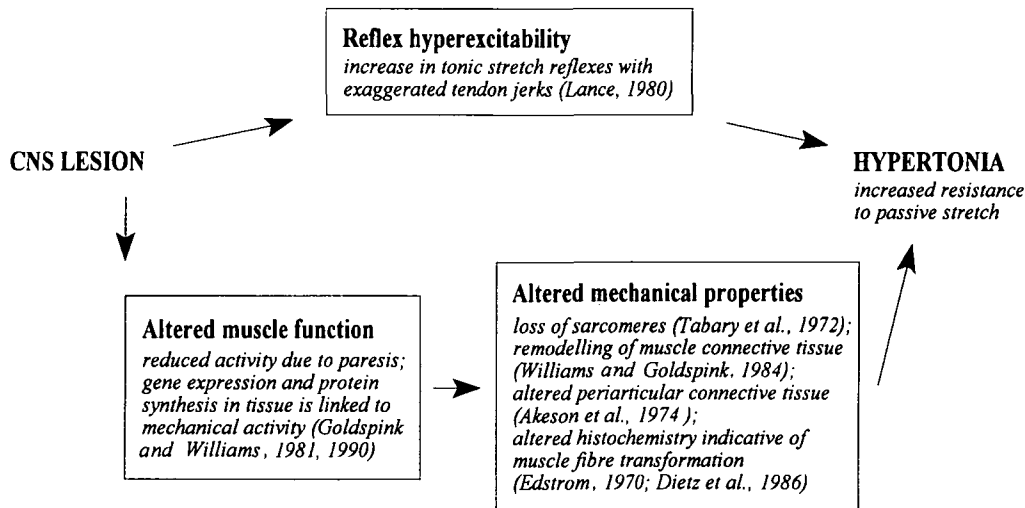 Reflex hyperexcitability
increase in tonic stretch reflexes with
exaggerated tendon jerks (Lance, 1980)
CNS LESION
HYPERTONIA
increased resistance
to passive stretch
Altered muscle function
reduced activity due to paresis;
gene expression and protein
synthesis in tissue is linked to
mechanical activity (Goldspink
and Williams, 1981, 1990)
Altered mechanical properties
loss of sarcomeres (Tabary et al., 1972);
remodelling of muscle connective tissue
(Williams and Goldspink, 1984);
altered periarticular connective tissue
(Akeson et al., 1974 );
altered histochemistry indicative of
muscle fibre transformation
(Edstrom, 1970; Dietz et al., 1986)